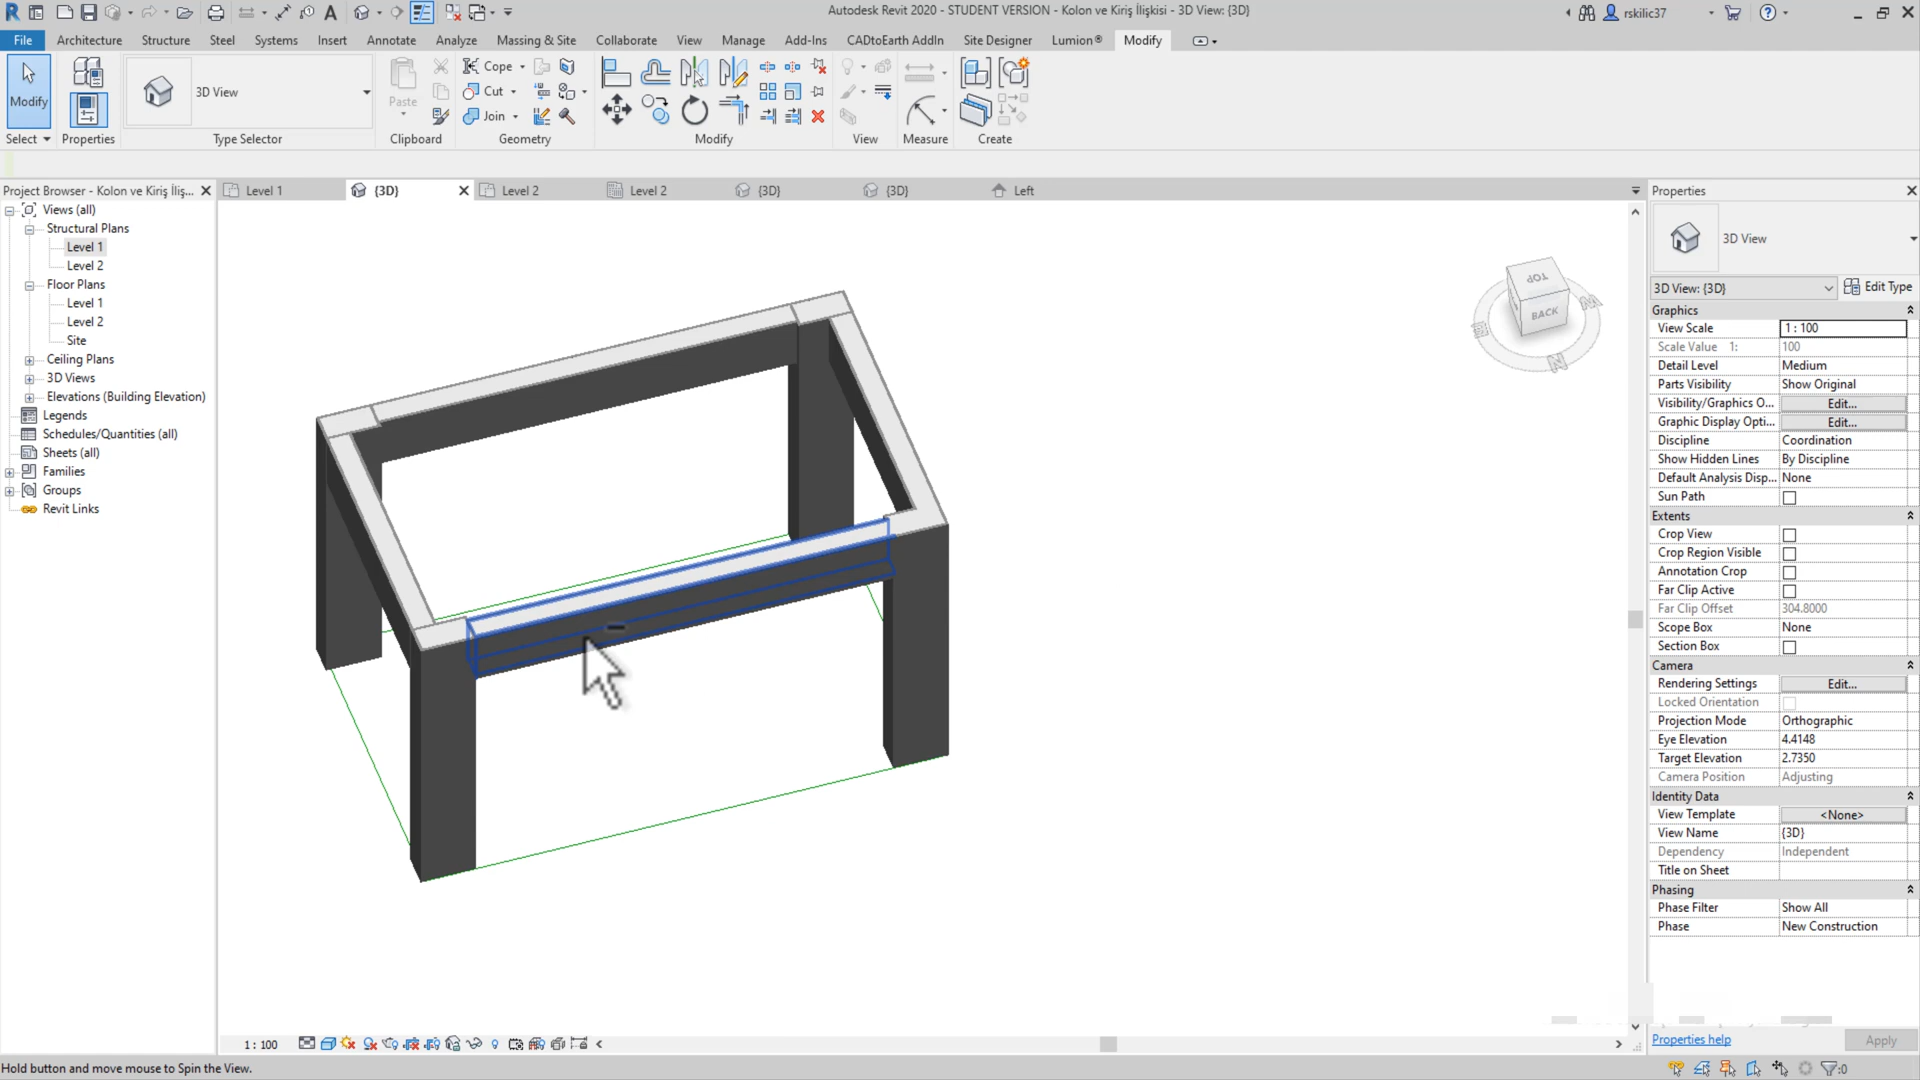 Autodesk Revit 2020 - STUDENT VERSION - Kolon ve Kiriş İlişkisi - 3D View: {3D}
rskilic37
File
Architecture
Structure
Steel
Systems
Insert
Annotate
Analyze
Massing & Site
Collaborate
View
Manage
Add-Ins
CADtoEarth AddIn
Site Designer
Lumion®
Modify
Modify
3D View
Paste
Cope
Cut
Join
Select
Properties
Type Selector
Clipboard
Geometry
Modify
View
Measure
Create
Project Browser - Kolon ve Kiriş İliş...
Level 1
{3D}
Level 2
Level 2
{3D}
{3D}
Left
Properties
Views (all)
Structural Plans
Level 1
Level 2
Floor Plans
Level 1
Level 2
Site
Ceiling Plans
3D Views
Elevations (Building Elevation)
Legends
Schedules/Quantities (all)
Sheets (all)
Families
Groups
Revit Links
TOP
BACK
E
N
W
3D View
3D View: {3D}
Edit Type
Graphics
View Scale 1 : 100
Scale Value 1: 100
Detail Level Medium
Parts Visibility Show Original
Visibility/Graphics O... Edit...
Graphic Display Opti... Edit...
Discipline Coordination
Show Hidden Lines By Discipline
Default Analysis Disp... None
Sun Path
Extents
Crop View
Crop Region Visible
Annotation Crop
Far Clip Active
Far Clip Offset 304.8000
Scope Box None
Section Box
Camera
Rendering Settings Edit...
Locked Orientation
Projection Mode Orthographic
Eye Elevation 4.4148
Target Elevation 2.7350
Camera Position Adjusting
Identity Data
View Template <None>
View Name {3D}
Dependency Independent
Title on Sheet
Phasing
Phase Filter Show All
Phase New Construction
Properties help
Apply
1 : 100
Hold button and move mouse to Spin the View.
:0